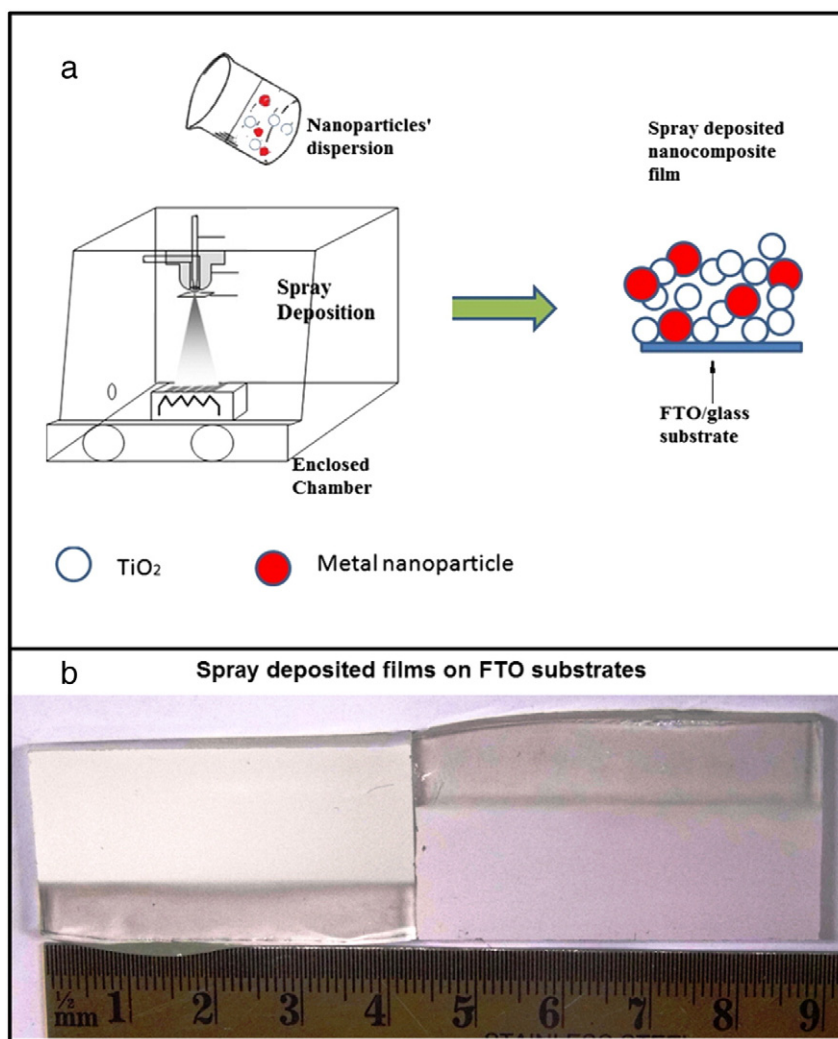 a
Nanoparticles'
dispersion
Spray deposited
nanocomposite
film
Spray
Deposition
FTO/glass
substrate
Enclosed
Chamber
TiO₂
Metal nanoparticle
b
Spray deposited films on FTO substrates
½
mm 1 2 3 4 5 6 7 8 9
STAINLESS STEEL